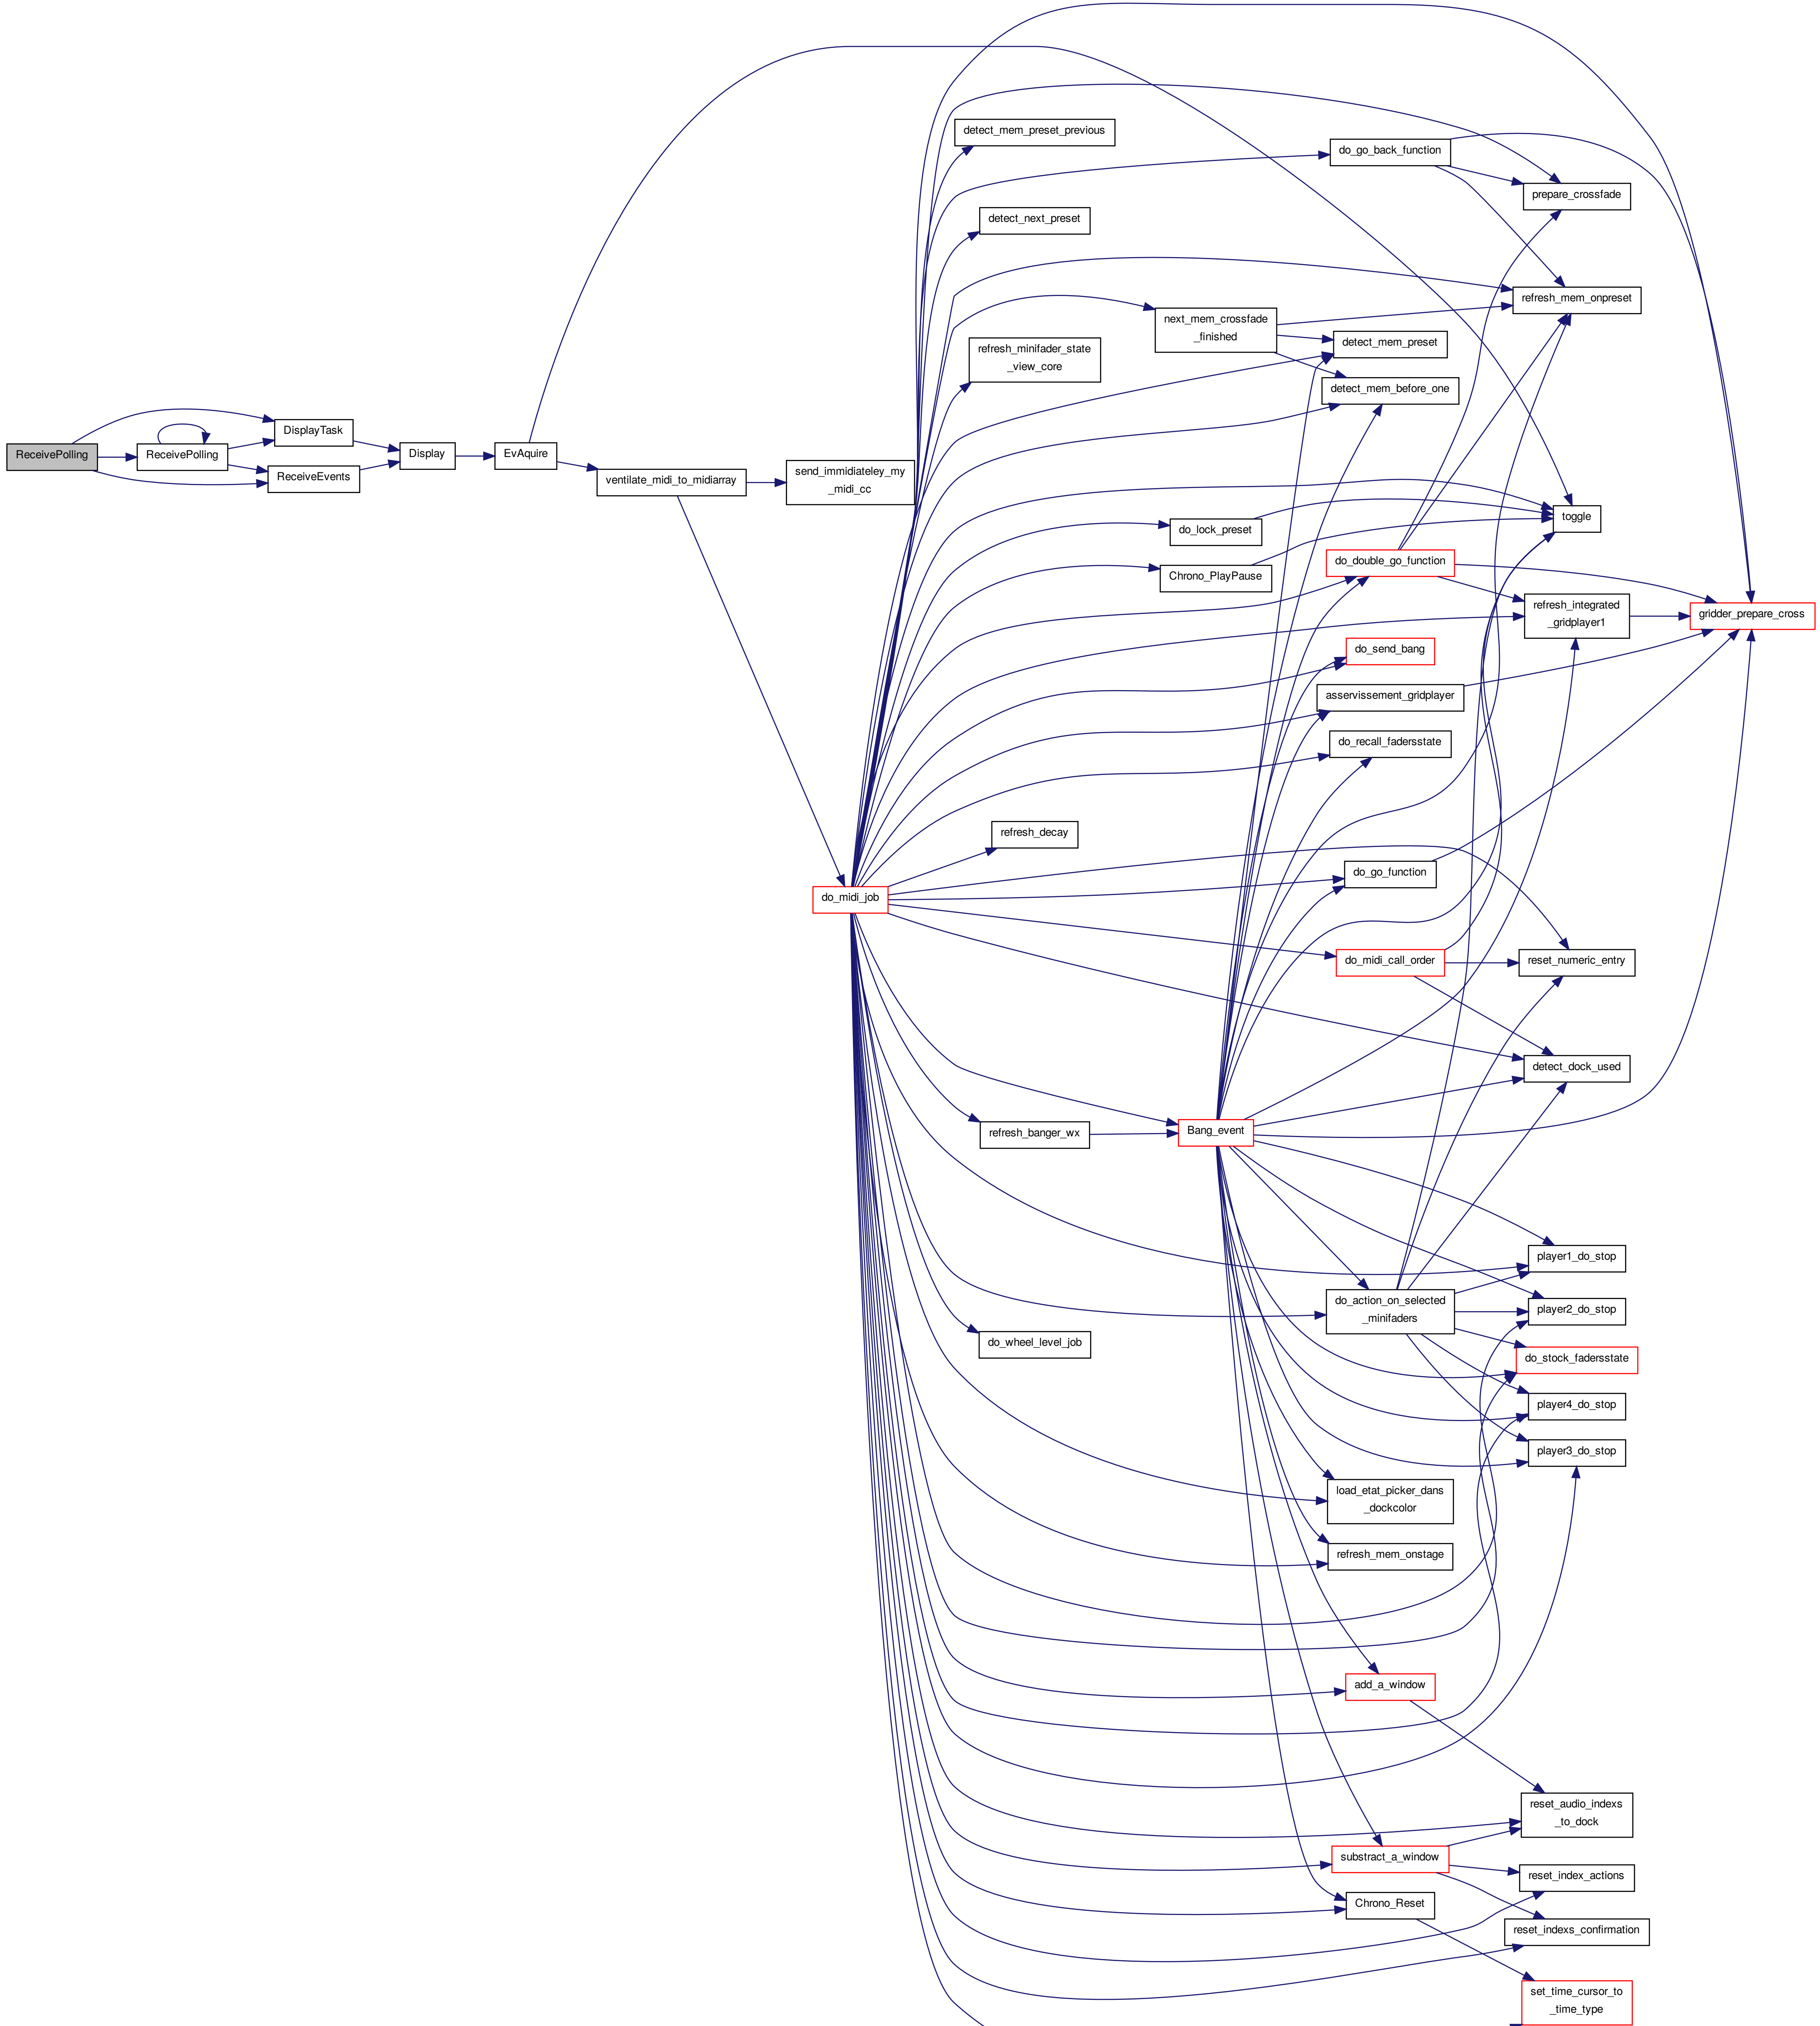 detect_mem_preset_previous
do_go_back_function
prepare_crossfade
detect_next_preset
refresh_mem_onpreset
next_mem_crossfade
_finished
detect_mem_preset
refresh_minifader_state
_view_core
detect_mem_before_one
DisplayTask
ReceivePolling
ReceivePolling
Display
EvAquire
ReceiveEvents
ventilate_midi_to_midiarray
send_immidiateley_my
_midi_cc
toggle
do_lock_preset
do_double_go_function
Chrono_PlayPause
refresh_integrated
_gridplayer1
gridder_prepare_cross
do_send_bang
asservissement_gridplayer
do_recall_fadersstate
refresh_decay
do_go_function
do_midi_job
do_midi_call_order
reset_numeric_entry
detect_dock_used
refresh_banger_wx
Bang_event
player1_do_stop
do_action_on_selected
_minifaders
player2_do_stop
do_wheel_level_job
do_stock_fadersstate
player4_do_stop
player3_do_stop
load_etat_picker_dans
_dockcolor
refresh_mem_onstage
add_a_window
reset_audio_indexs
_to_dock
substract_a_window
reset_index_actions
Chrono_Reset
reset_indexs_confirmation
set_time_cursor_to
_time_type